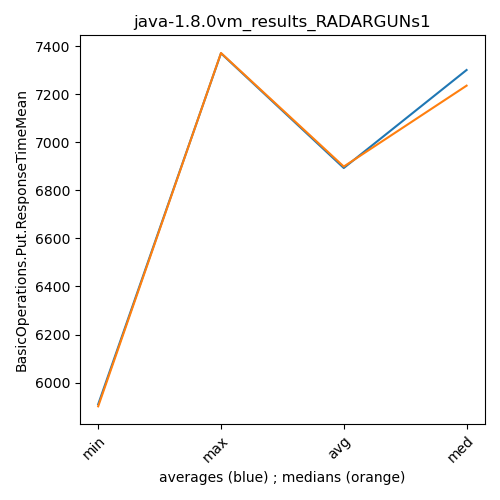 java-1.8.0vm_results_RADARGUNs1
BasicOperations.Put.ResponseTimeMean
7400
7200
7000
6800
6600
6400
6200
6000
min
max
avg
med
averages (blue) ; medians (orange)